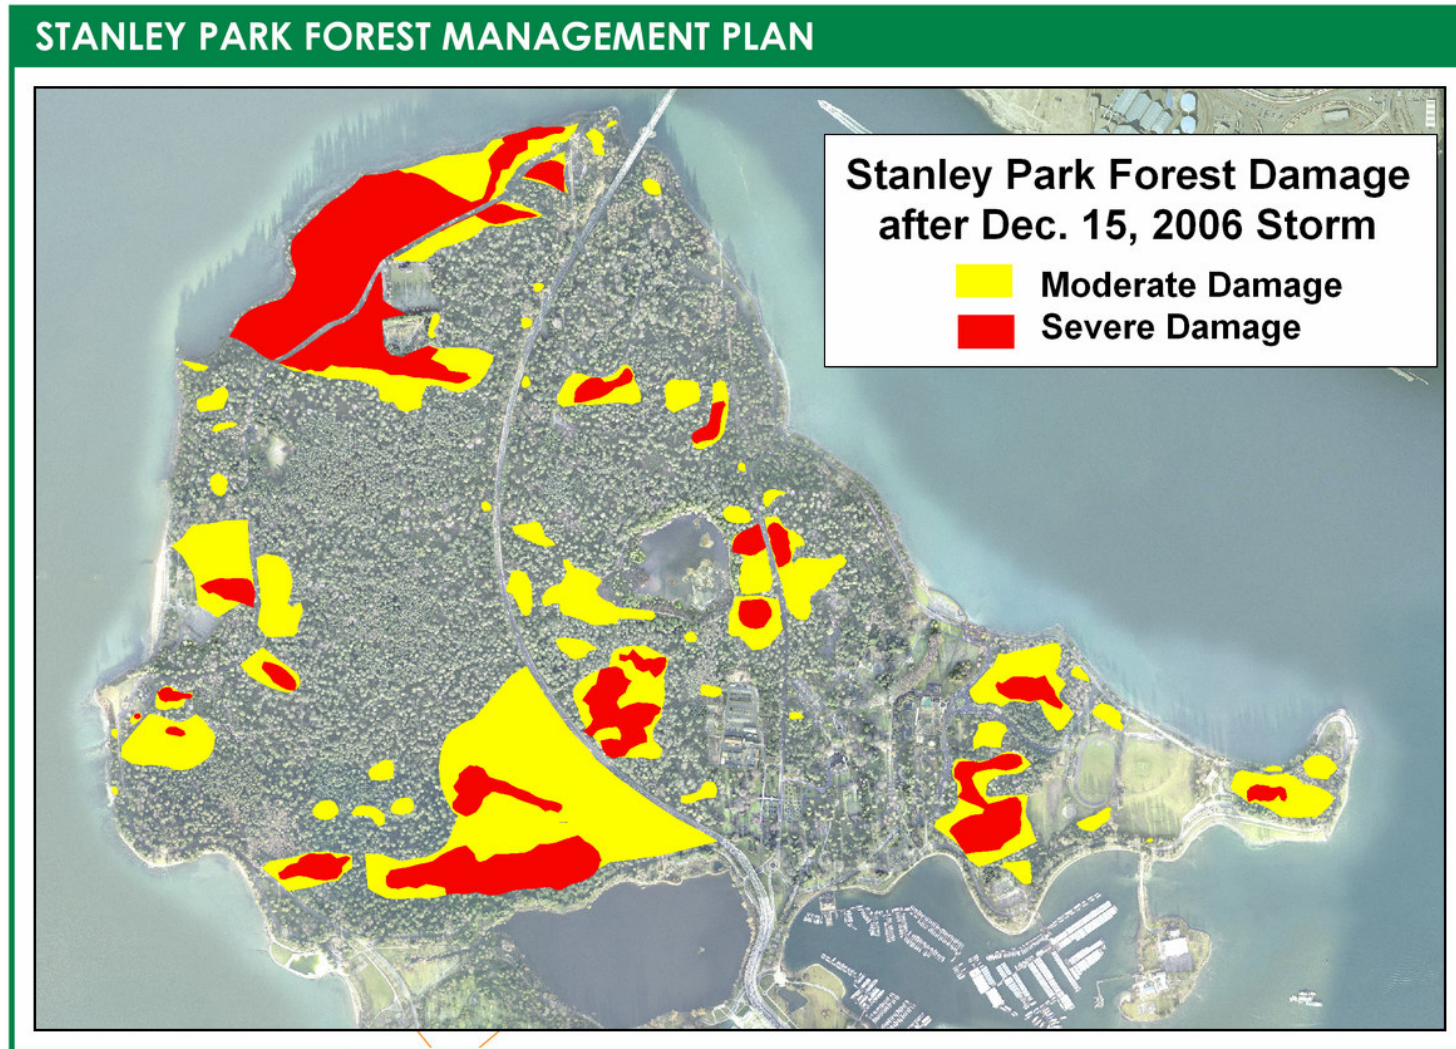 STANLEY PARK FOREST MANAGEMENT PLAN
Stanley Park Forest Damage
after Dec. 15, 2006 Storm
Moderate Damage
Severe Damage